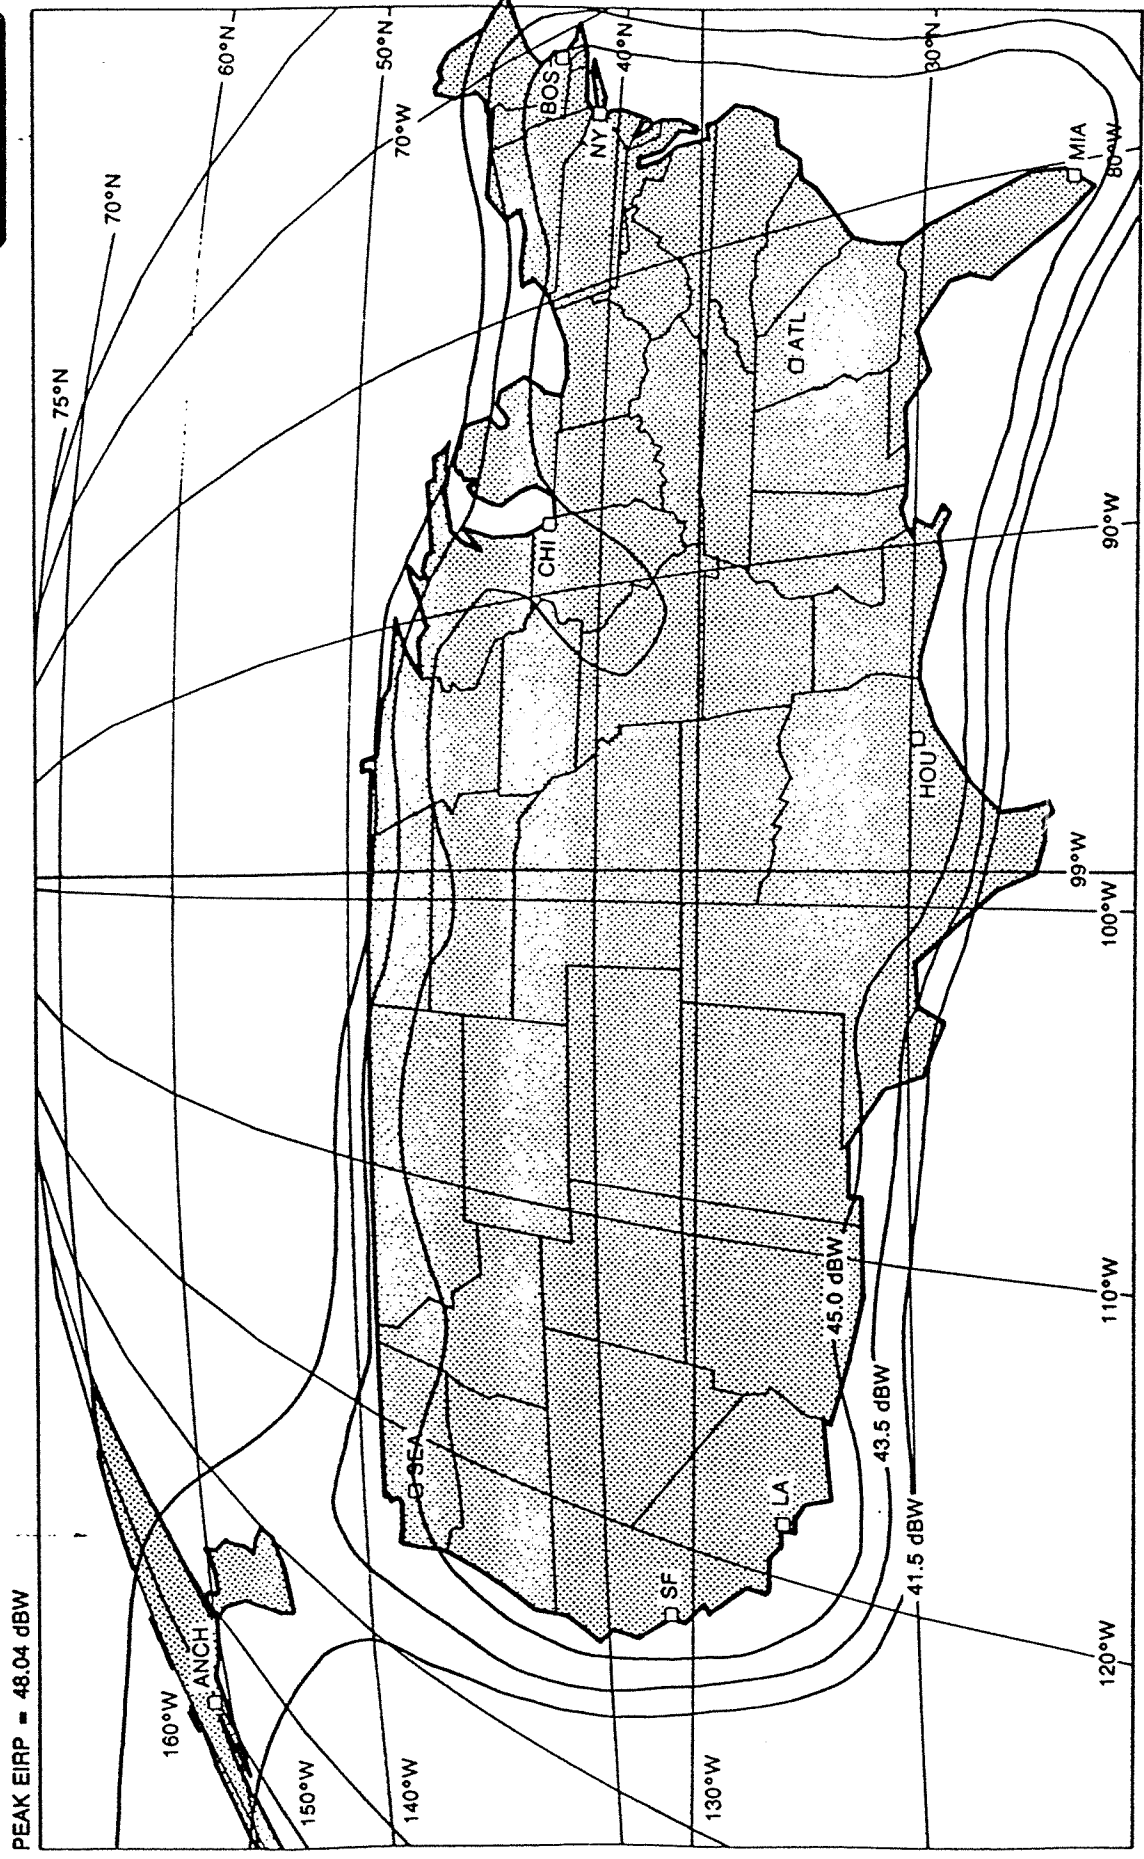 PEAK EIRP = 48.04 dBW
160°W
ANCH
150°W
140°W
130°W
120°W
110°W
100°W
99°W
90°W
80°W
70°W
75°N
70°N
60°N
50°N
40°N
30°N
SEA
SF
LA
HOU
CHI
ATL
MIA
NY
BOS
45.0 dBW
43.5 dBW
41.5 dBW